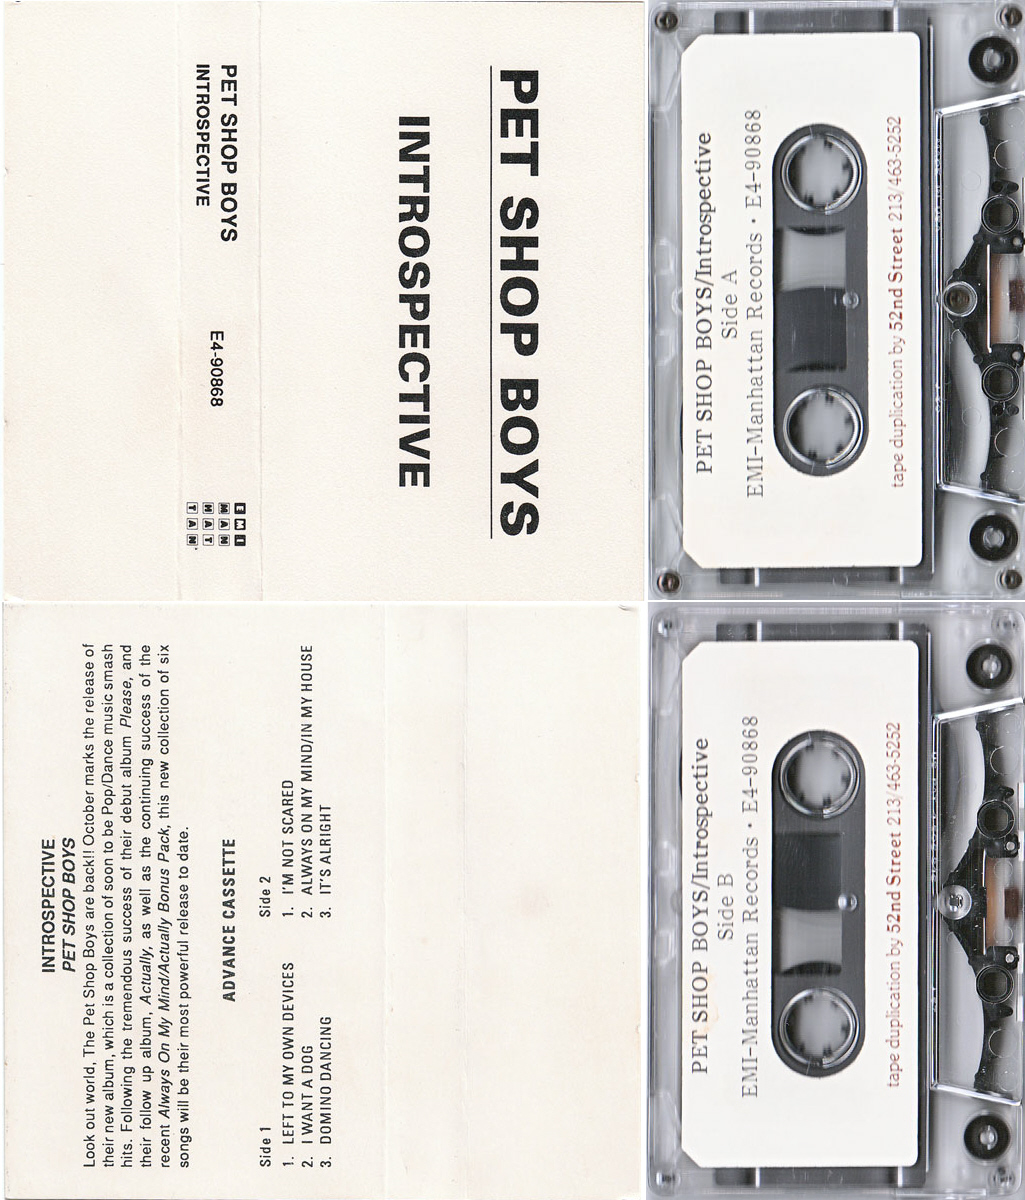 PET SHOP BOYS
INTROSPECTIVE
PET SHOP BOYS
INTROSPECTIVE
E4-90868
EMI
MAN
HAT
TAN
PET SHOP BOYS/Introspective
Side A
EMI-Manhattan Records · E4-90868
tape duplication by 52nd Street 213/463-5252
INTROSPECTIVE
PET SHOP BOYS
Look out world, The Pet Shop Boys are back!! October marks the release of
their new album, which is a collection of soon to be Pop/Dance music smash
hits. Following the tremendous success of their debut album Please, and
their follow up album, Actually, as well as the continuing success of the
recent Always On My Mind/Actually Bonus Pack, this new collection of six
songs will be their most powerful release to date.
ADVANCE CASSETTE
Side 1
1. LEFT TO MY OWN DEVICES
2. I WANT A DOG
3. DOMINO DANCING
Side 2
1. I'M NOT SCARED
2. ALWAYS ON MY MIND/IN MY HOUSE
3. IT'S ALRIGHT
PET SHOP BOYS/Introspective
Side B
EMI-Manhattan Records · E4-90868
tape duplication by 52nd Street 213/463-5252